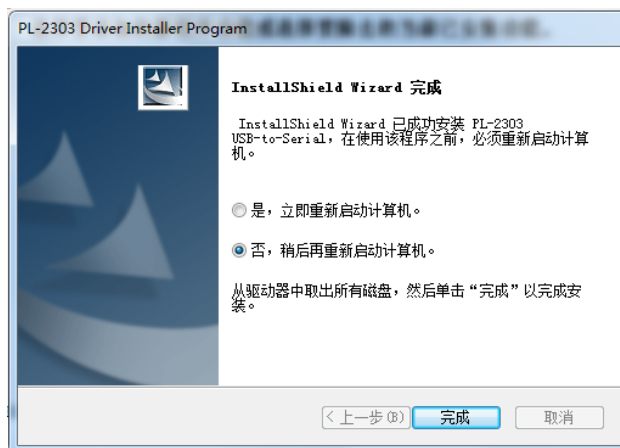 PL-2303 Driver Installer Program
InstallShield Wizard 完成
InstallShield Wizard 已成功安装 PL-2303
USB-to-Serial，在使用该程序之前，必须重新启动计算
机。
是，立即重新启动计算机。
否，稍后再重新启动计算机。
从驱动器中取出所有磁盘，然后单击“完成”以完成安
装。
< 上一步(B)
完成
取消